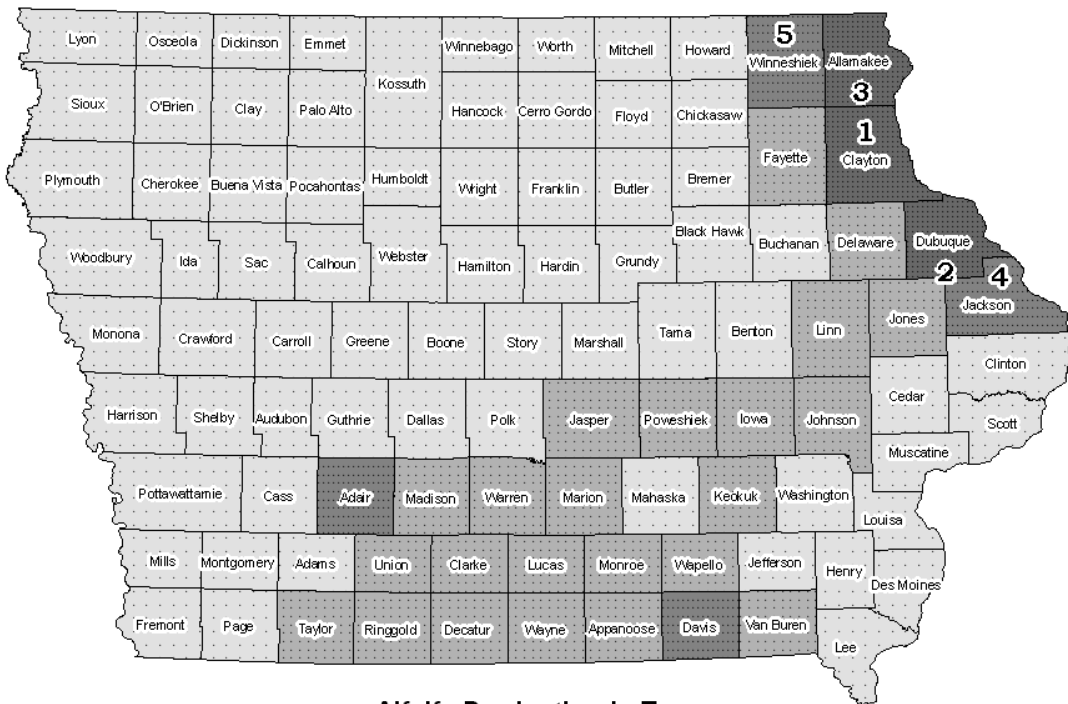 Lyon Osceola Dickinson Emmet Winnebago Worth Mitchell Howard 5 Winneshiek Allamakee
Kossuth
Sioux O'Brien Clay Palo Alto Hancock Cerro Gordo Floyd Chickasaw 3
1
Fayette Clayton
Plymouth Cherokee Buena Vista Pocahontas Humboldt Wright Franklin Butler Bremer
Woodbury Ida Sac Calhoun Webster Hamilton Hardin Grundy Black Hawk Buchanan Delaware Dubuque
2 4
Monona Crawford Carroll Greene Boone Story Marshall Tama Benton Linn Jones Jackson
Clinton
Harrison Shelby Audubon Guthrie Dallas Polk Jasper Poweshiek Iowa Johnson Cedar Scott
Muscatine
Pottawattamie Cass Adair Madison Warren Marion Mahaska Keokuk Washington
Louisa
Mills Montgomery Adams Union Clarke Lucas Monroe Wapello Jefferson Henry Des Moines
Fremont Page Taylor Ringgold Decatur Wayne Appanoose Davis Van Buren Lee